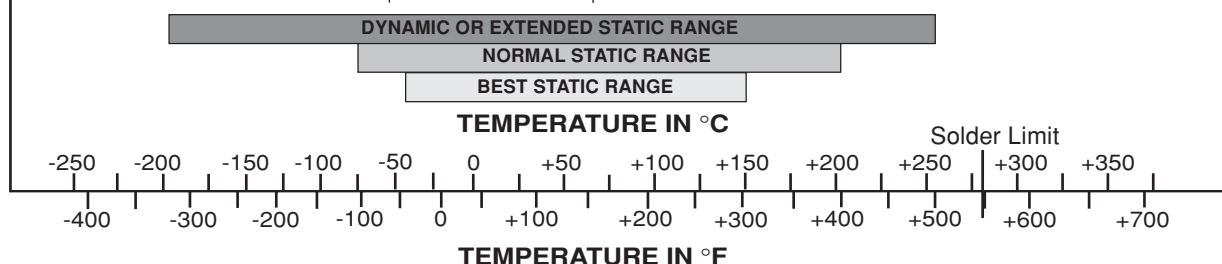 DYNAMIC OR EXTENDED STATIC RANGE
NORMAL STATIC RANGE
BEST STATIC RANGE
TEMPERATURE IN °C
Solder Limit
-250 -200 -150 -100 -50 0 +50 +100 +150 +200 +250 +300 +350
-400 -300 -200 -100 0 +100 +200 +300 +400 +500 +600 +700
TEMPERATURE IN °F